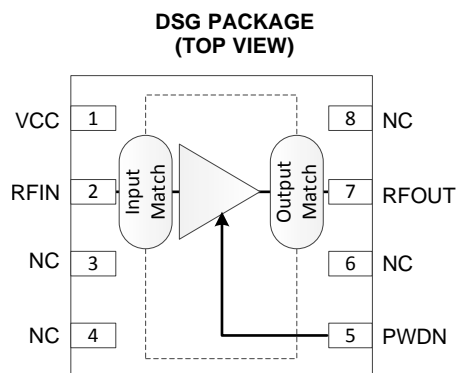 DSG PACKAGE
(TOP VIEW)
VCC 1 8 NC
RFIN 2 Input Match Output Match 7 RFOUT
NC 3 6 NC
NC 4 5 PWDN